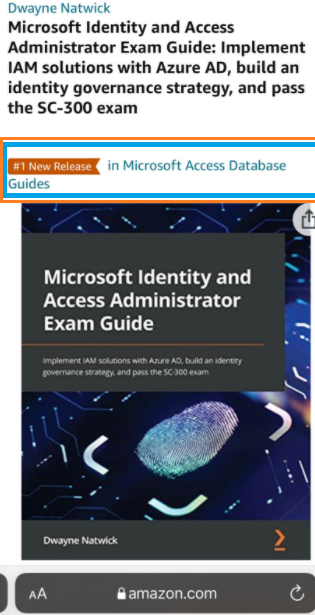 Dwayne Natwick
Microsoft Identity and Access
Administrator Exam Guide: Implement
IAM solutions with Azure AD, build an
identity governance strategy, and pass
the SC-300 exam
#1 New Release in Microsoft Access Database
Guides
Microsoft Identity and
Access Administrator
Exam Guide
Implement IAM solutions with Azure AD, build an identity
governance strategy, and pass the SC-300 exam
Dwayne Natwick
AA amazon.com